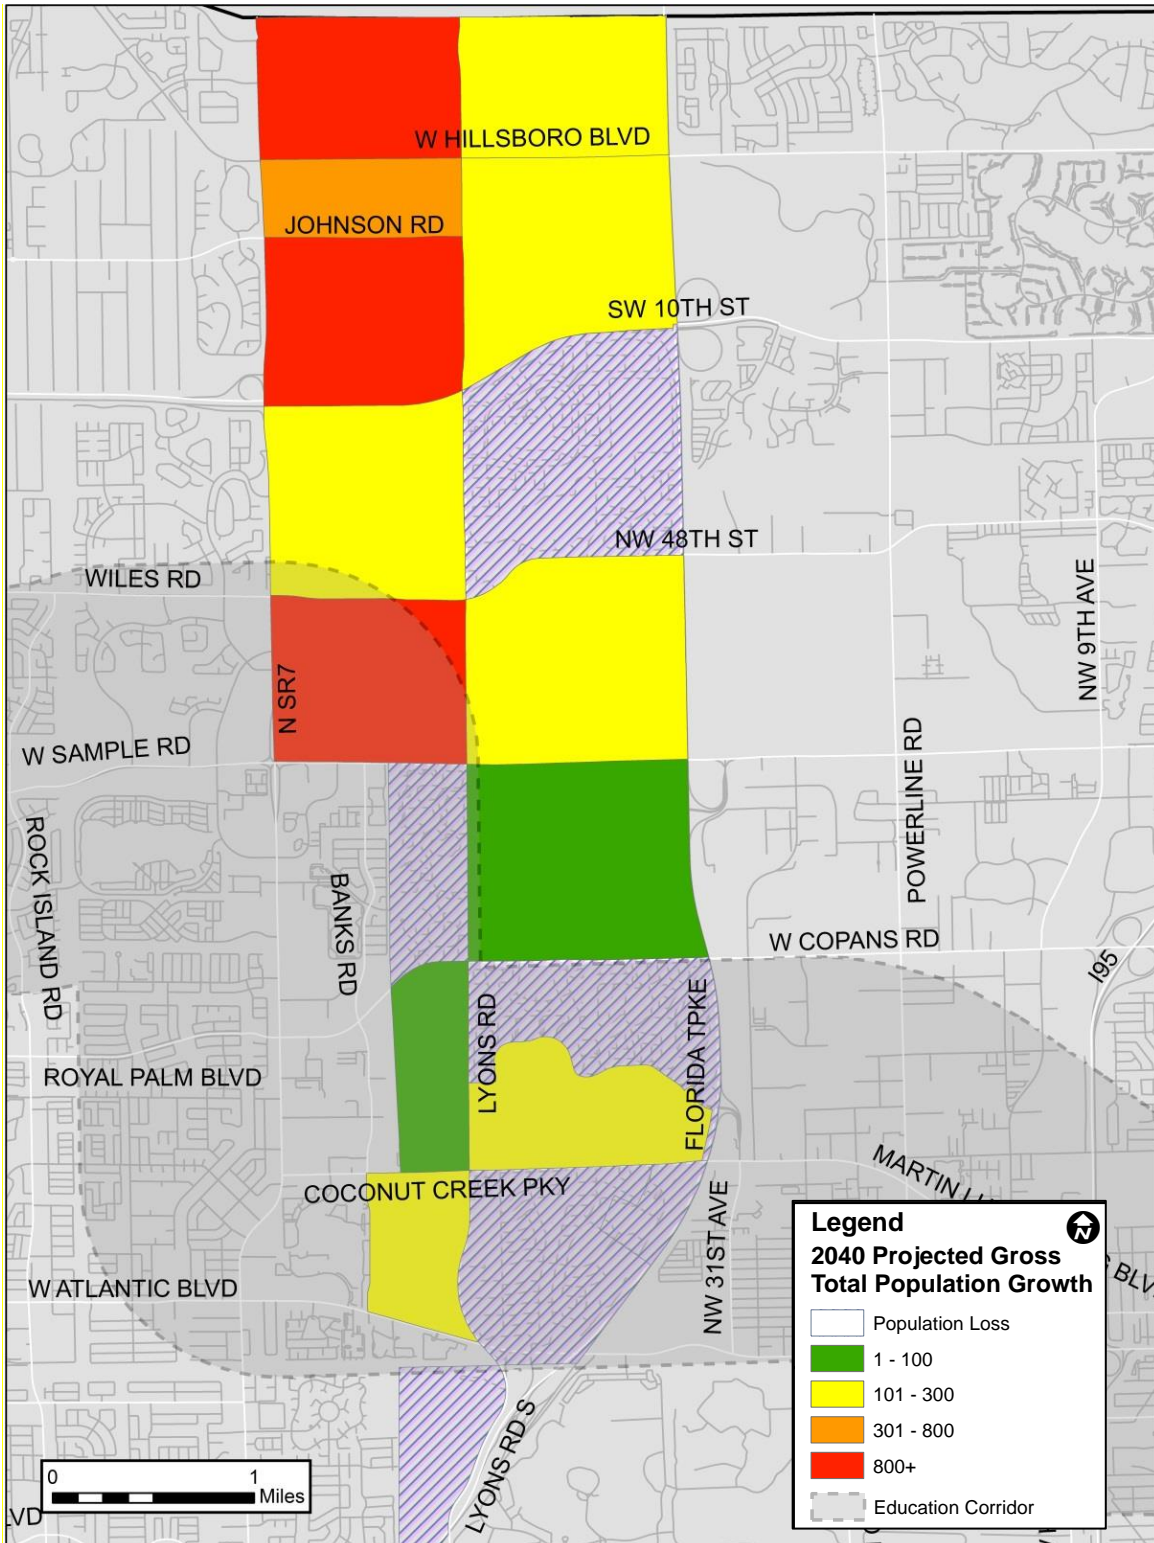 W HILLSBORO BLVD
JOHNSON RD
SW 10TH ST
NW 48TH ST
WILES RD
NW 9TH AVE
N SR7
W SAMPLE RD
POWERLINE RD
ROCK ISLAND RD
BANKS RD
W COPANS RD
I95
LYONS RD
FLORIDA TPKE
ROYAL PALM BLVD
COCONUT CREEK PKY
MARTIN
NW 31ST AVE
W ATLANTIC BLVD
BLV
LYONS RD S
LVD
0 1
Miles
Legend
N
2040 Projected Gross
Total Population Growth
Population Loss
1 - 100
101 - 300
301 - 800
800+
Education Corridor